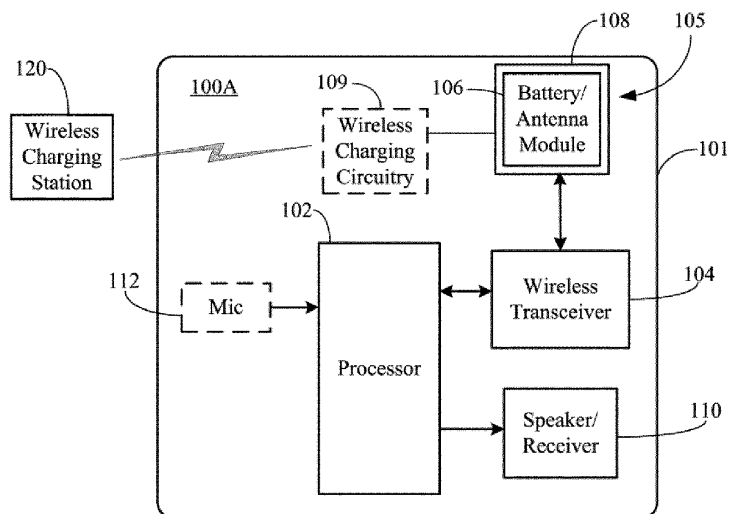 108
105
120
100A
109
106
Battery/
Antenna
Module
Wireless
Charging
Station
Wireless
Charging
Circuitry
101
102
112
Mic
Wireless
Transceiver
104
Processor
Speaker/
Receiver
110